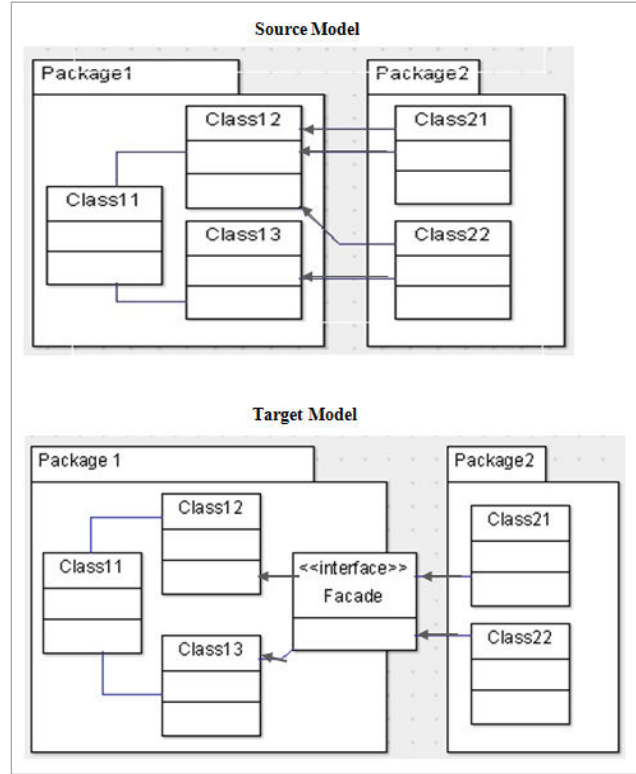 Source Model
Package1
Package2
Class12
Class21
Class11
Class13
Class22
Target Model
Package 1
Package2
Class12
Class21
Class11
<<interface>>
Facade
Class13
Class22